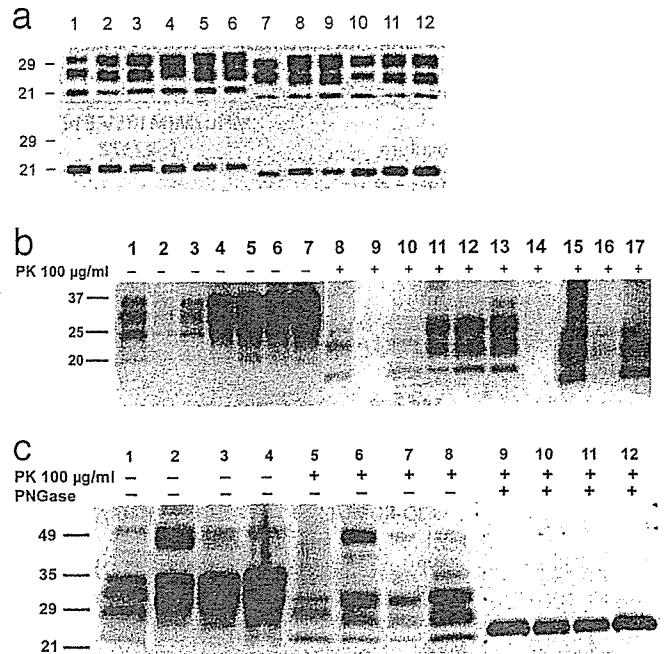 a
1 2 3 4 5 6 7 8 9 10 11 12
29 –
21 –
29 –
21 –
b
1 2 3 4 5 6 7 8 9 10 11 12 13 14 15 16 17
PK 100 µg/ml – – – – – – – + + + + + + + + + +
37
25
20
c
1 2 3 4 5 6 7 8 9 10 11 12
PK 100 µg/ml – – – – + + + + + + + +
PNGase – – – – – – – – + + + +
49
35
29
21